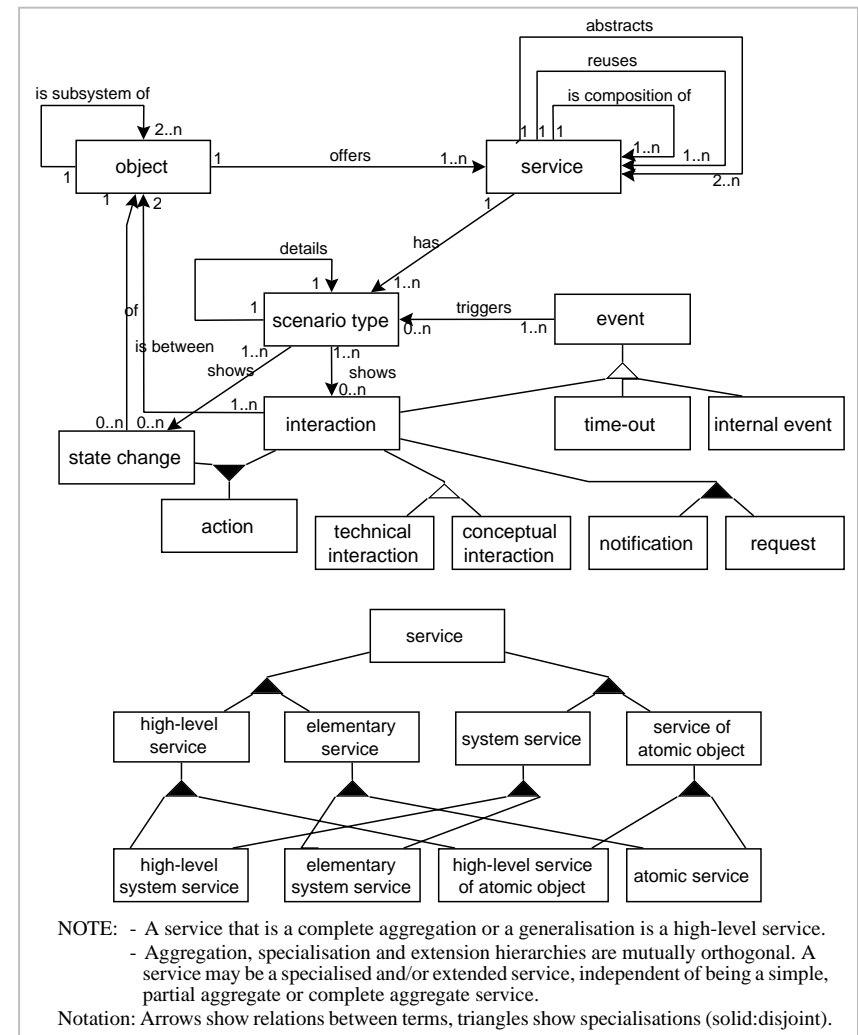 abstracts
reuses
is composition of
is subsystem of
2..n
1 1 1
1..n
1..n
2..n
object
1
offers
1..n
service
1
1
2
1
has
details
1
1..n
1
scenario type
triggers
0..n
1..n
event
of
is between
1..n
1..n
shows
shows
0..n
1..n
0..n
0..n
interaction
time-out
internal event
state change
action
technical
interaction
conceptual
interaction
notification
request
service
high-level
service
elementary
service
system service
service of
atomic object
high-level
system service
elementary
system service
high-level service
of atomic object
atomic service
NOTE: - A service that is a complete aggregation or a generalisation is a high-level service.
- Aggregation, specialisation and extension hierarchies are mutually orthogonal. A
service may be a specialised and/or extended service, independent of being a simple,
partial aggregate or complete aggregate service.
Notation: Arrows show relations between terms, triangles show specialisations (solid:disjoint).